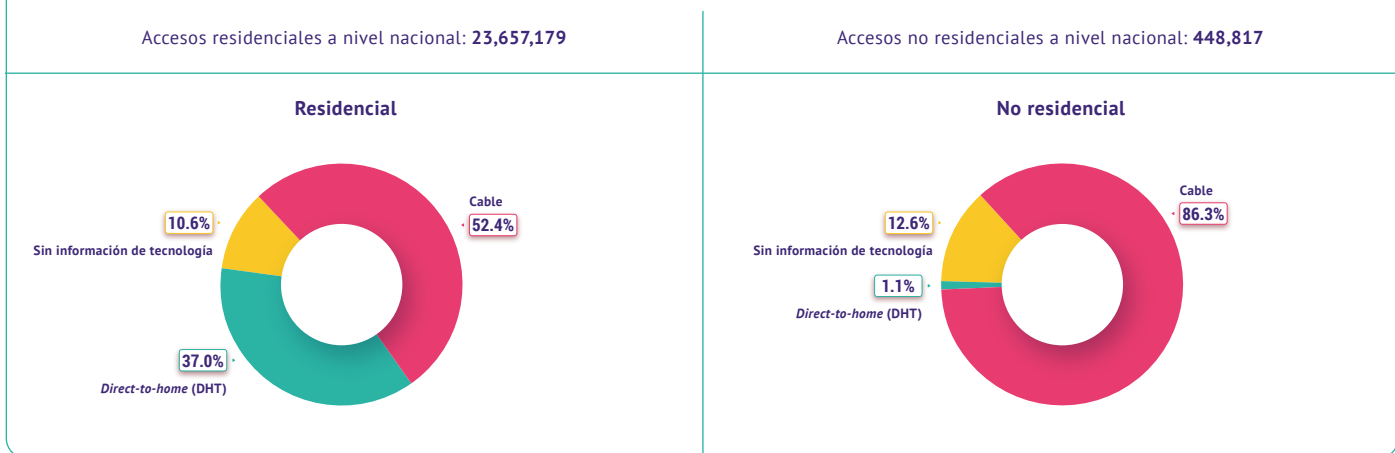 Accesos residenciales a nivel nacional: 23,657,179
Accesos no residenciales a nivel nacional: 448,817
Residencial
Cable
52.4%
10.6%
Sin información de tecnología
37.0%
Direct-to-home (DHT)
No residencial
Cable
86.3%
12.6%
Sin información de tecnología
1.1%
Direct-to-home (DHT)